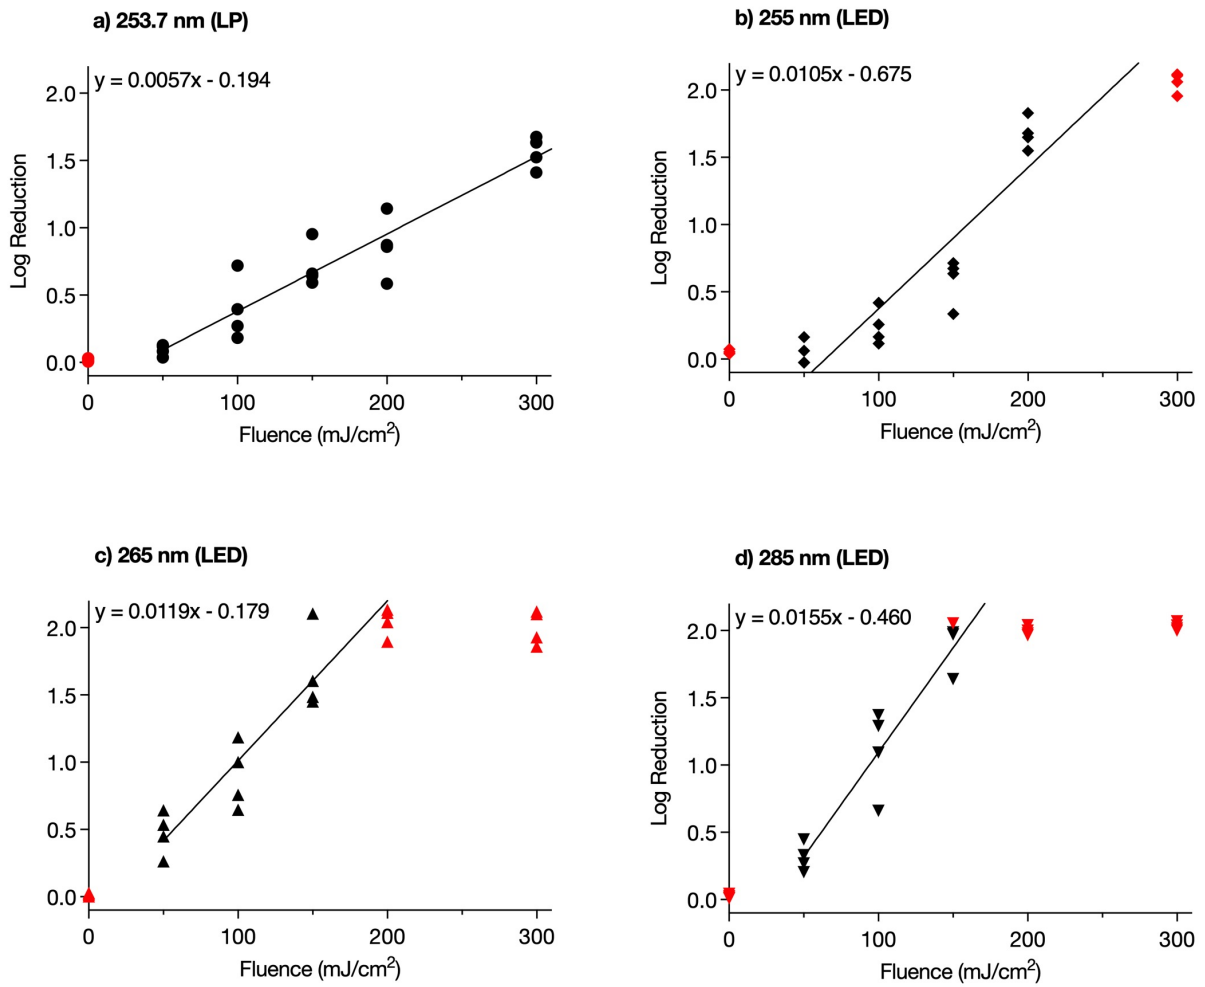 a) 253.7 nm (LP)
y = 0.0057x - 0.194
2.0
1.5
1.0
0.5
0.0
Log Reduction
0 100 200 300
Fluence (mJ/cm²)
b) 255 nm (LED)
y = 0.0105x - 0.675
2.0
1.5
1.0
0.5
0.0
Log Reduction
0 100 200 300
Fluence (mJ/cm²)
c) 265 nm (LED)
y = 0.0119x - 0.179
2.0
1.5
1.0
0.5
0.0
0 100 200 300
Fluence (mJ/cm²)
d) 285 nm (LED)
y = 0.0155x - 0.460
2.0
1.5
1.0
0.5
0.0
Log Reduction
0 100 200 300
Fluence (mJ/cm²)